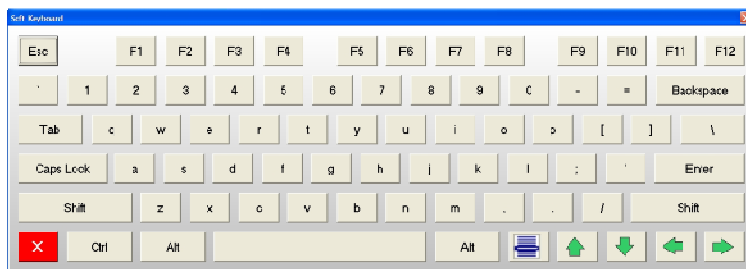 Soft Keyboard
Esc F1 F2 F3 F4 F5 F6 F7 F8 F9 F10 F11 F12
' 1 2 3 4 5 6 7 8 9 0 - = Backspace
Tab q w e r t y u i o p [ ] \
Caps Lock a s d f g h j k l ; ' Enter
Shift z x c v b n m , . / Shift
X Ctrl Alt Alt